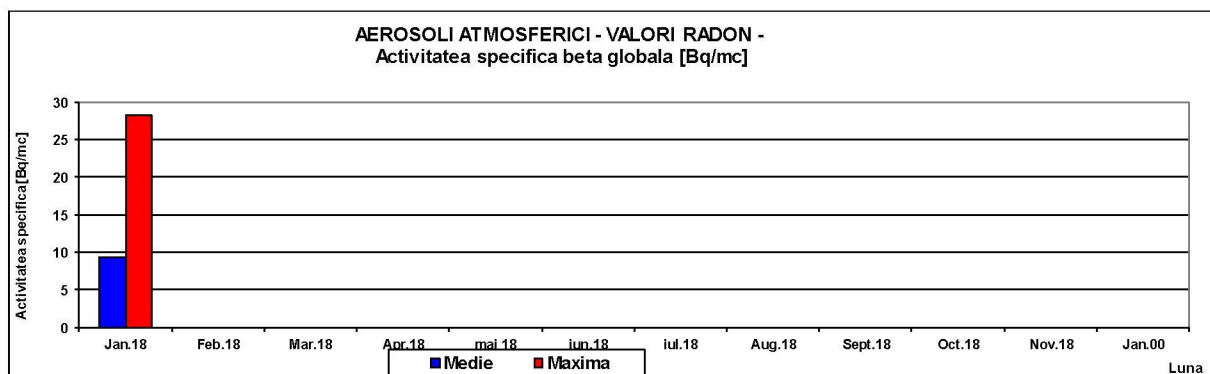 AEROSOLI ATMOSFERICI - VALORI RADON -
Activitatea specifica beta globala [Bq/mc]
Activitatea specifica[Bq/mc]
30
25
20
15
10
5
0
Jan.18 Feb.18 Mar.18 Apr.18 mai.18 iun.18 iul.18 Aug.18 Sept.18 Oct.18 Nov.18 Jan.00
Medie Maxima
Luna